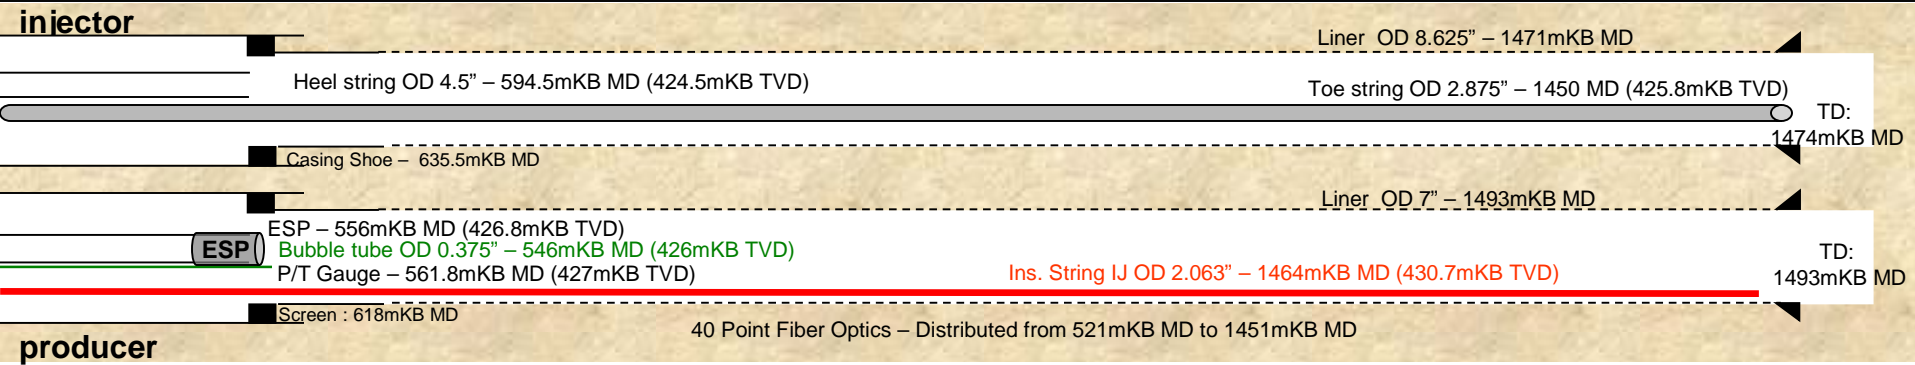 injector
Liner OD 8.625” – 1471mKB MD
Heel string OD 4.5” – 594.5mKB MD (424.5mKB TVD)
Toe string OD 2.875” – 1450 MD (425.8mKB TVD)
TD:
1474mKB MD
Casing Shoe – 635.5mKB MD
Liner OD 7” – 1493mKB MD
ESP – 556mKB MD (426.8mKB TVD)
ESP
Bubble tube OD 0.375” – 546mKB MD (426mKB TVD)
P/T Gauge – 561.8mKB MD (427mKB TVD)
Ins. String IJ OD 2.063” – 1464mKB MD (430.7mKB TVD)
TD:
1493mKB MD
Screen : 618mKB MD
40 Point Fiber Optics – Distributed from 521mKB MD to 1451mKB MD
producer